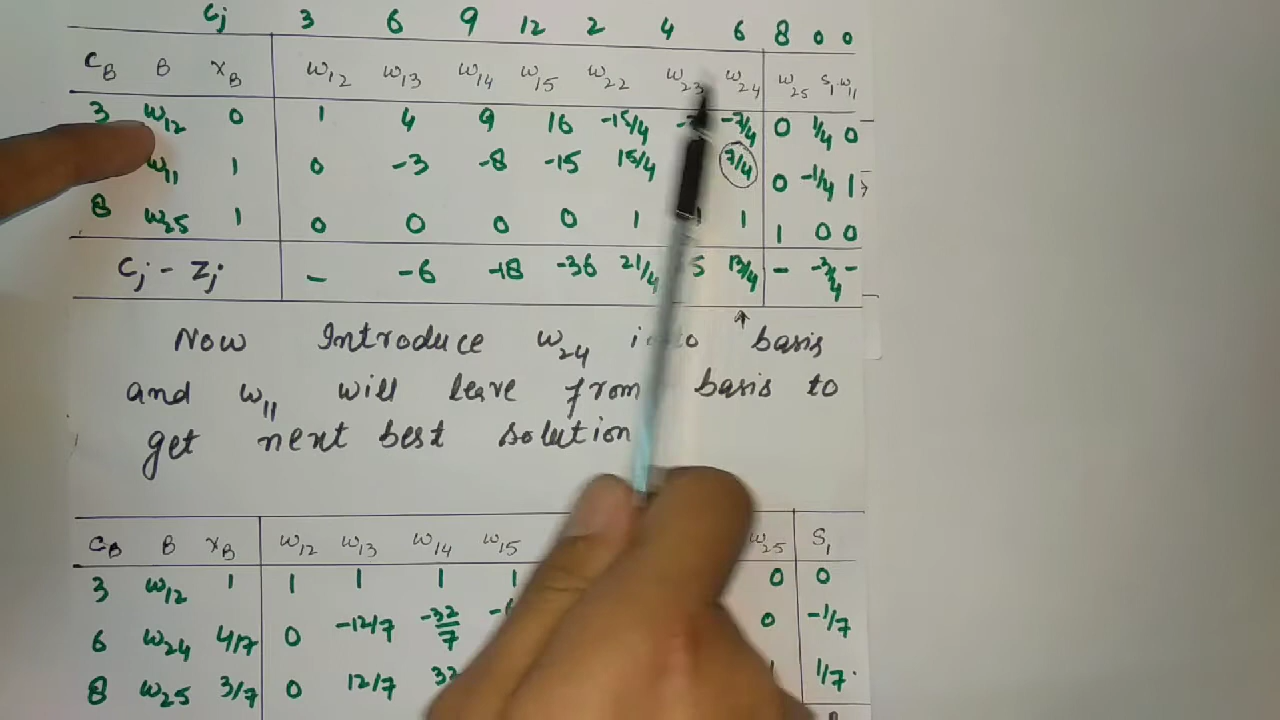 Cj 3 6 9 12 2 4 6 8 0 0
CB B XB w12 w13 w14 w15 w22 w23 w24 w25 s1 w11
3 w12 0 1 4 9 16 -15/4 -7/4 0 1/4 0
w11 1 0 -3 -8 -15 15/4 7/4 0 -1/4 1
8 w25 1 0 0 0 0 1 1 1 0 0
Cj - Zj - -6 -18 -36 21/4 5 13/4 - -3/4 -
Now Introduce w24 basis
and w11 will leave from basis to
get next best solution
CB B XB w12 w13 w14 w15 w25 S1
3 w12 1 1 1 1 1 0 0
6 w24 4/7 0 -12/7 -32/7 0 -1/7
8 w25 3/7 0 12/7 1/7